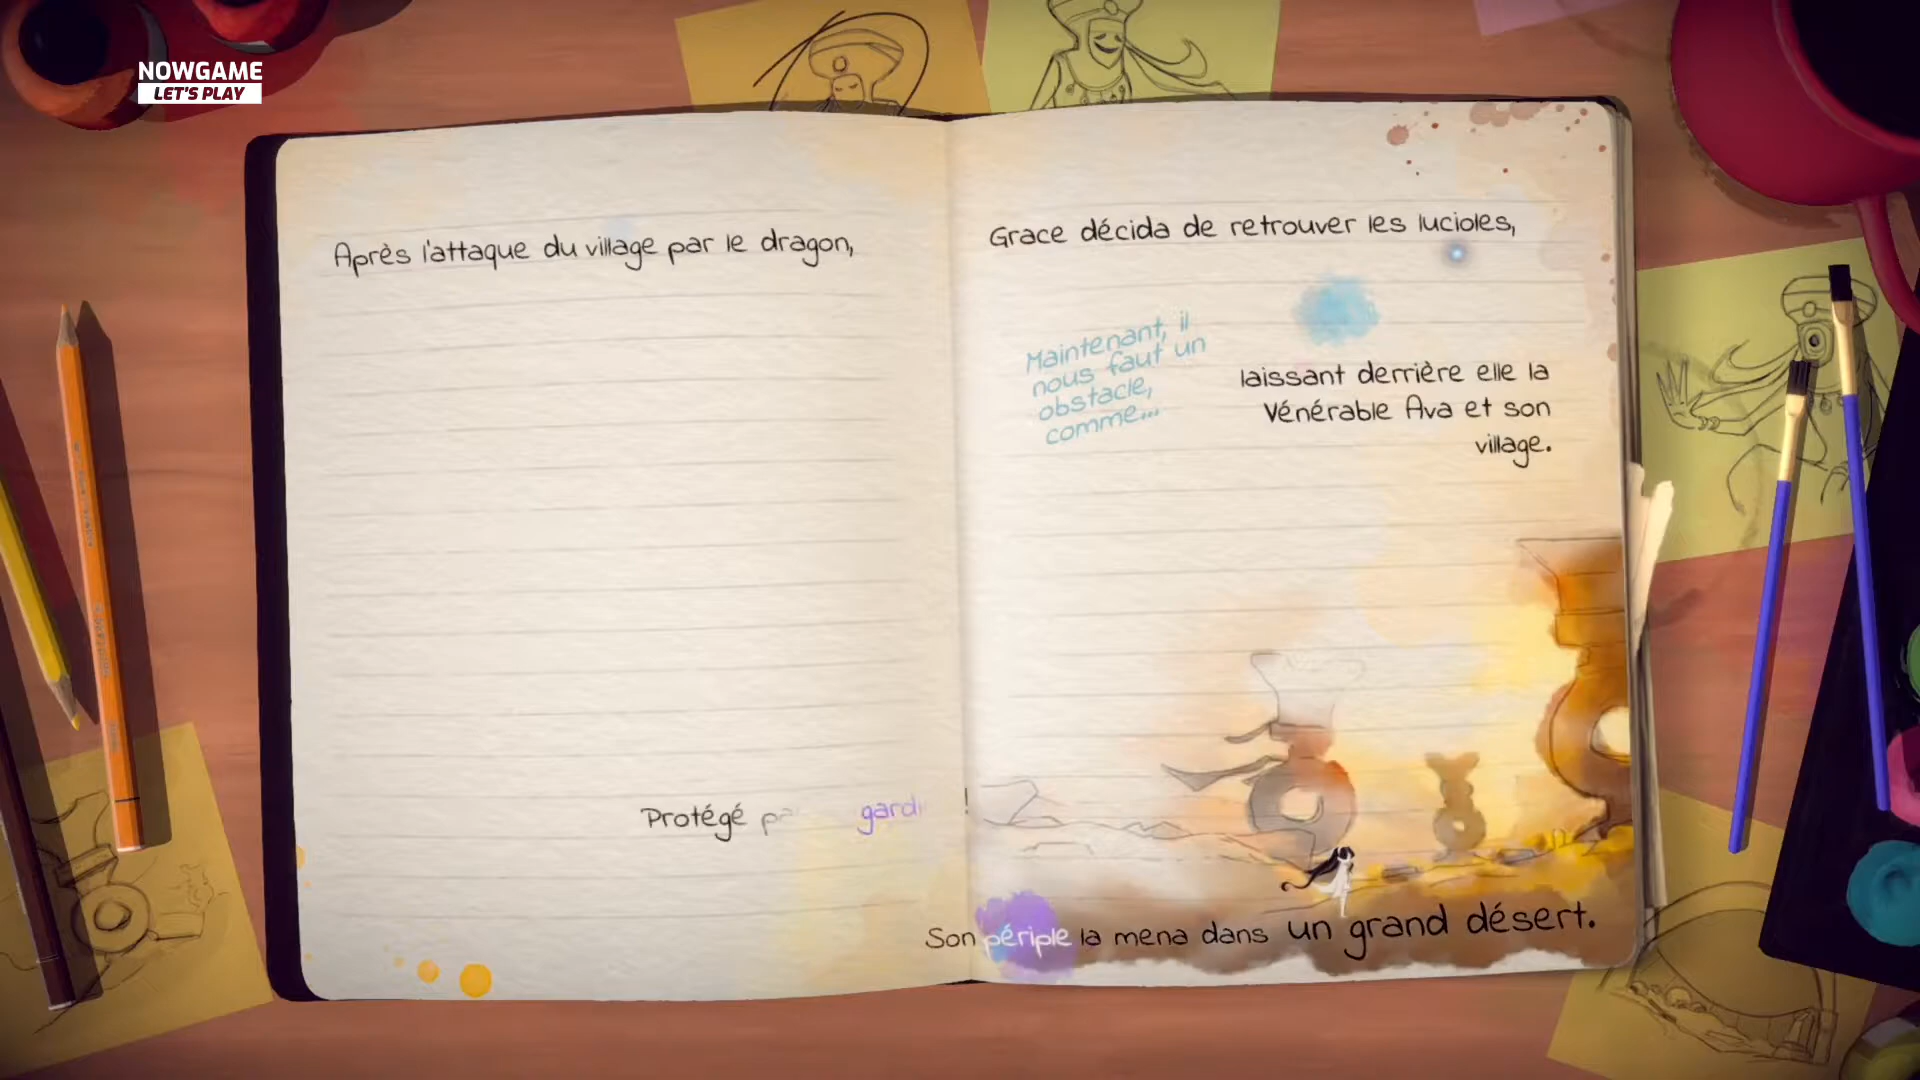 NOWGAME
LET'S PLAY
Après l'attaque du village par le dragon,
Protégé !
Grace décida de retrouver les lucioles,
Maintenant, il
nous faut un
obstacle,
comme...
laissant derrière elle la
Vénérable Ava et son
village.
Son périple la mena dans un grand désert.